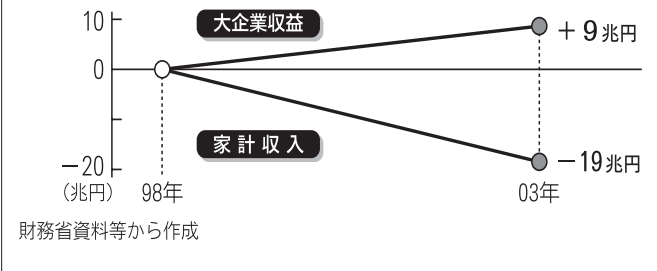 10
大企業収益
+9兆円
0
家計収入
−20
−19兆円
(兆円)
98年
03年
財務省資料等から作成